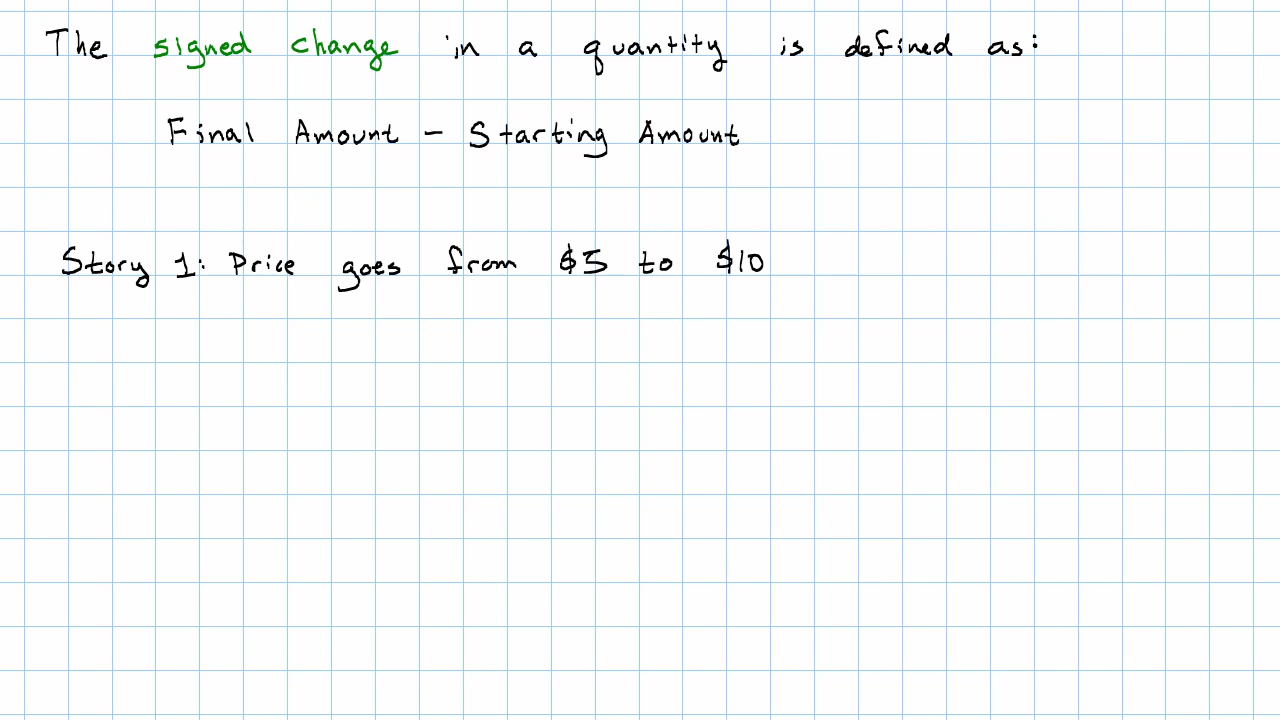 The signed change in a quantity is defined as:
Final Amount - Starting Amount
Story 1: Price goes from $5 to $10